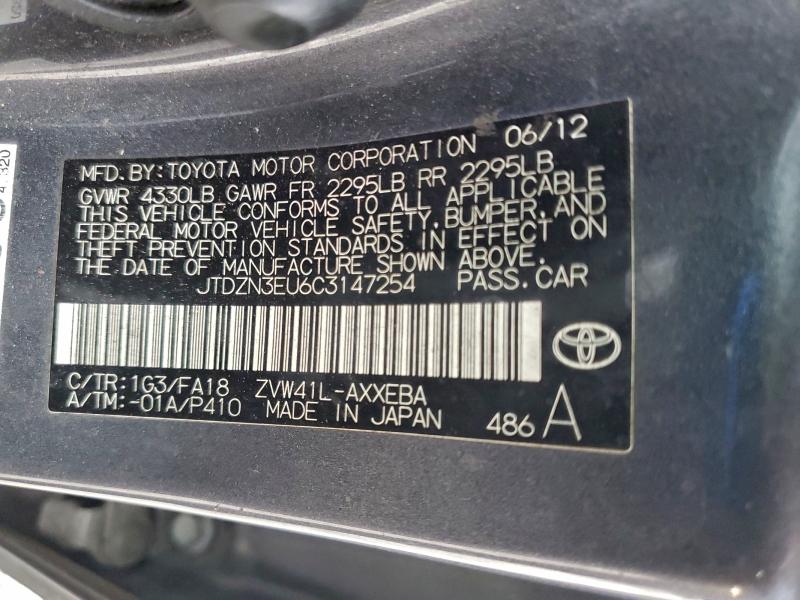 MFD. BY: TOYOTA MOTOR CORPORATION 06/12
GVWR 4330LB GAWR FR 2295LB RR 2295LB
THIS VEHICLE CONFORMS TO ALL APPLICABLE
FEDERAL MOTOR VEHICLE SAFETY, BUMPER, AND
THEFT PREVENTION STANDARDS IN EFFECT ON
THE DATE OF MANUFACTURE SHOWN ABOVE.
JTDZN3EU6C3147254 PASS. CAR
C/TR: 1G3/FA18 ZVW41L-AXXEBA
A/TM: -01A/P410 MADE IN JAPAN
486 A